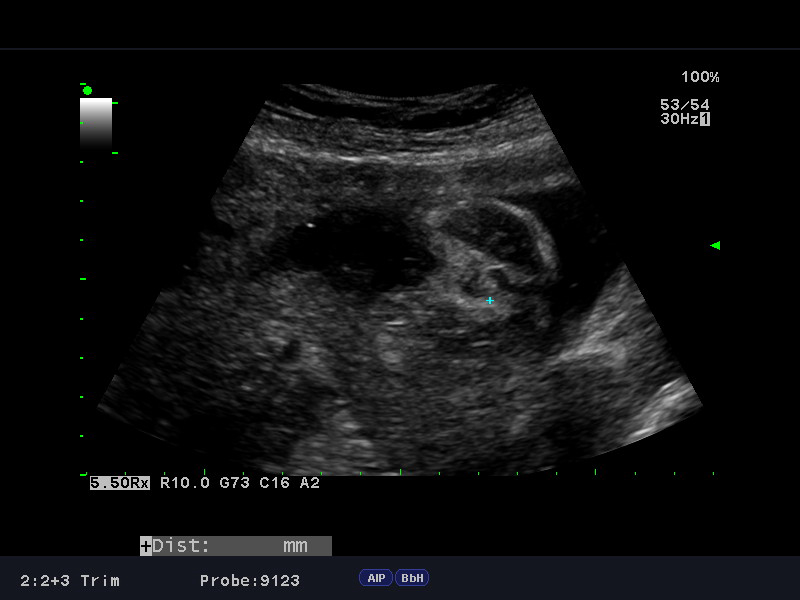 100%
53/54
30Hz1
5.50Rx R10.0 G73 C16 A2
+Dist: mm
2:2+3 Trim Probe:9123 AIP BbH